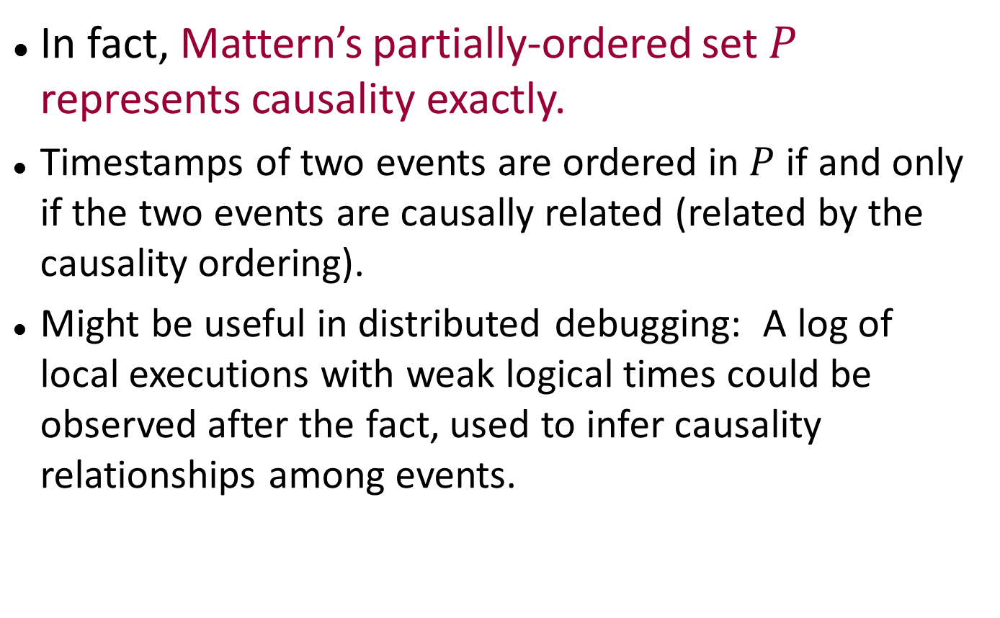 • In fact, Mattern’s partially-ordered set P
represents causality exactly.
• Timestamps of two events are ordered in P if and only
if the two events are causally related (related by the
causality ordering).
• Might be useful in distributed debugging:  A log of
local executions with weak logical times could be
observed after the fact, used to infer causality
relationships among events.